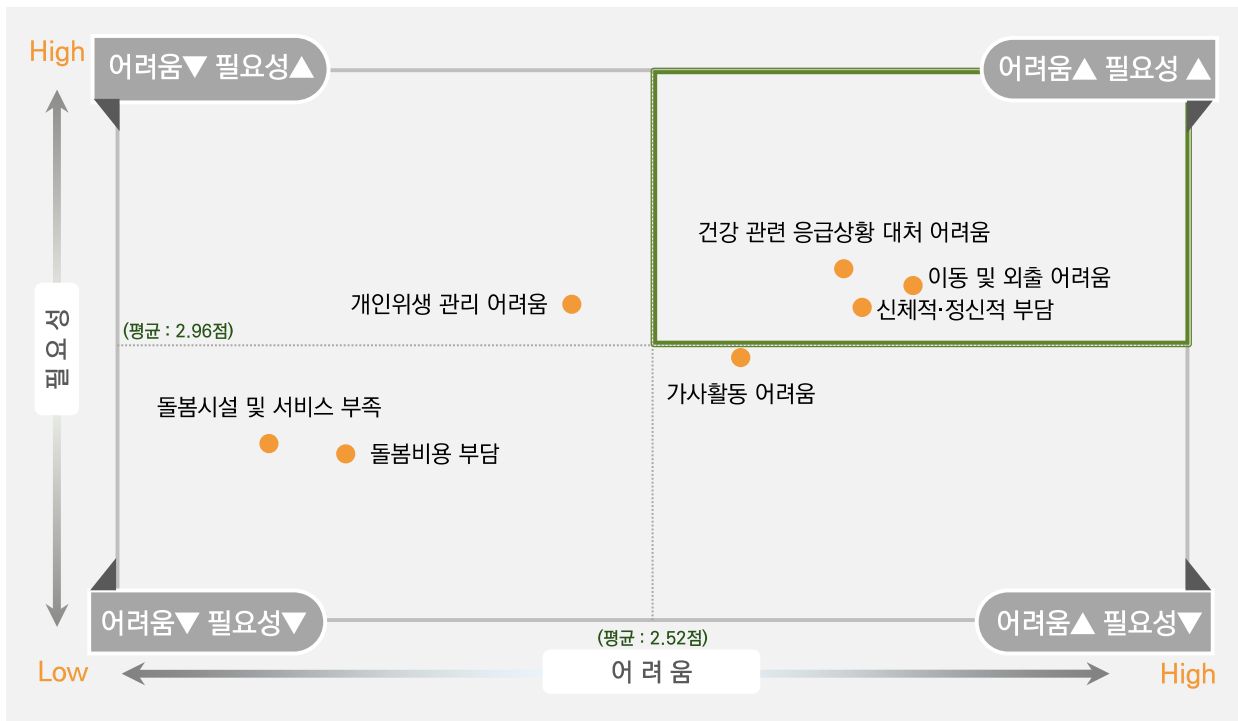 High
어려움▼ 필요성▲
어려움▲ 필요성 ▲
건강 관련 응급상황 대처 어려움
이동 및 외출 어려움
개인위생 관리 어려움
신체적·정신적 부담
필요성
(평균 : 2.96점)
가사활동 어려움
돌봄시설 및 서비스 부족
돌봄비용 부담
어려움▼ 필요성▼
어려움▲ 필요성▼
(평균 : 2.52점)
Low
어려움
High